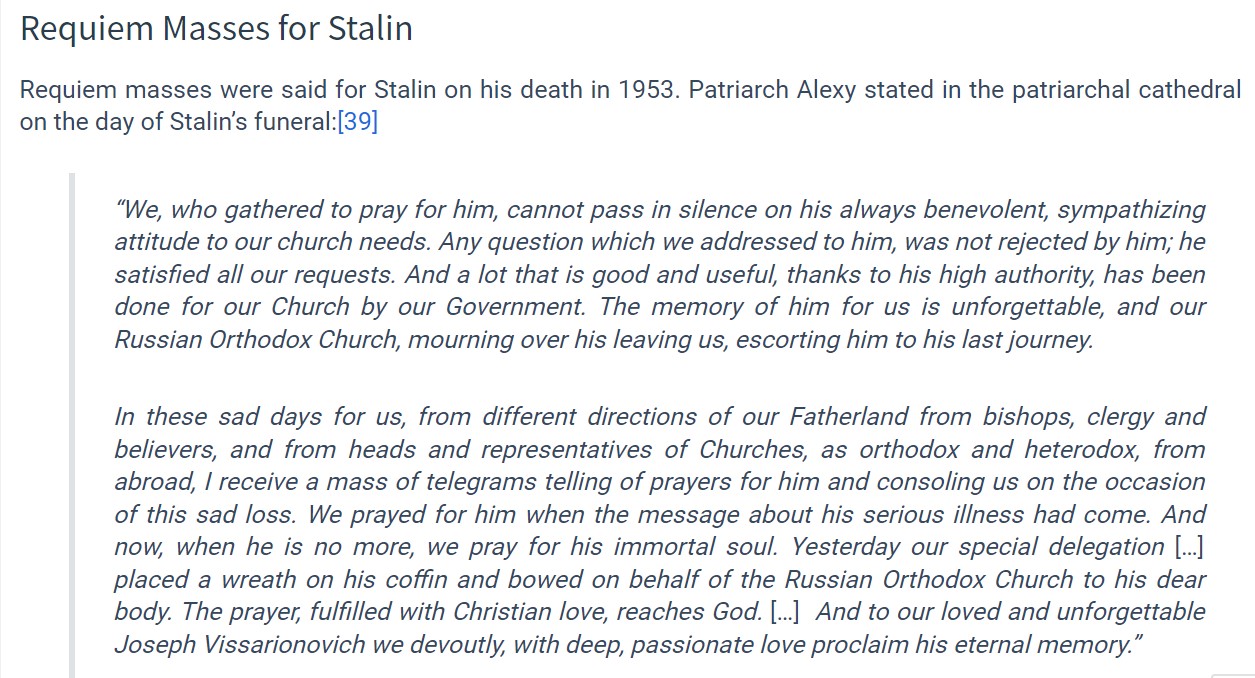 Requiem Masses for Stalin
Requiem masses were said for Stalin on his death in 1953. Patriarch Alexy stated in the patriarchal cathedral
on the day of Stalin’s funeral:[39]
“We, who gathered to pray for him, cannot pass in silence on his always benevolent, sympathizing
attitude to our church needs. Any question which we addressed to him, was not rejected by him; he
satisfied all our requests. And a lot that is good and useful, thanks to his high authority, has been
done for our Church by our Government. The memory of him for us is unforgettable, and our
Russian Orthodox Church, mourning over his leaving us, escorting him to his last journey.
In these sad days for us, from different directions of our Fatherland from bishops, clergy and
believers, and from heads and representatives of Churches, as orthodox and heterodox, from
abroad, I receive a mass of telegrams telling of prayers for him and consoling us on the occasion
of this sad loss. We prayed for him when the message about his serious illness had come. And
now, when he is no more, we pray for his immortal soul. Yesterday our special delegation [...]
placed a wreath on his coffin and bowed on behalf of the Russian Orthodox Church to his dear
body. The prayer, fulfilled with Christian love, reaches God. [...] And to our loved and unforgettable
Joseph Vissarionovich we devoutly, with deep, passionate love proclaim his eternal memory.”